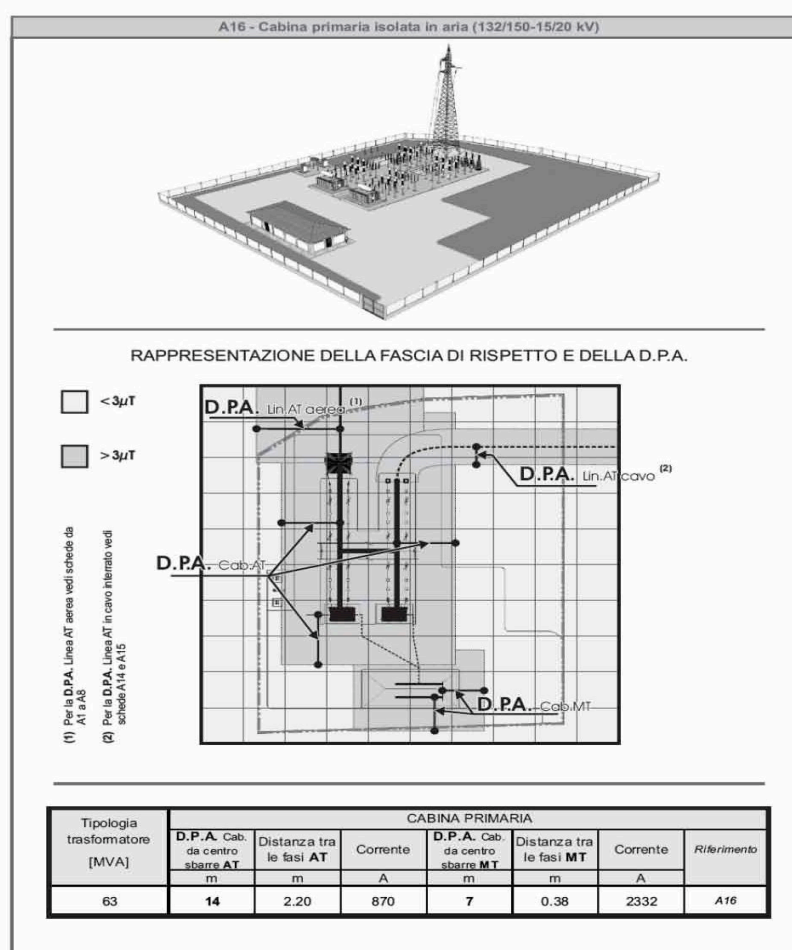 A16 - Cabina primaria isolata in aria (132/150-15/20 kV)
RAPPRESENTAZIONE DELLA FASCIA DI RISPETTO E DELLA D.P.A.
< 3µT
> 3µT
(1) Per la D.P.A. Linea AT aerea vedi schede da
A1 a A8
(2) Per la D.P.A. Linea AT in cavo interrato vedi
schede A14 e A15
D.P.A. Lin.AT aerea (1)
D.P.A. Lin.AT cavo (2)
D.P.A. Cab.AT
D.P.A. Cab.MT
Tipologia
trasformatore
[MVA]
CABINA PRIMARIA
D.P.A. Cab.
da centro
sbarre AT
Distanza tra
le fasi AT
Corrente
D.P.A. Cab.
da centro
sbarre MT
Distanza tra
le fasi MT
Corrente
Riferimento
m m A m m A
63 14 2.20 870 7 0.38 2332 A16